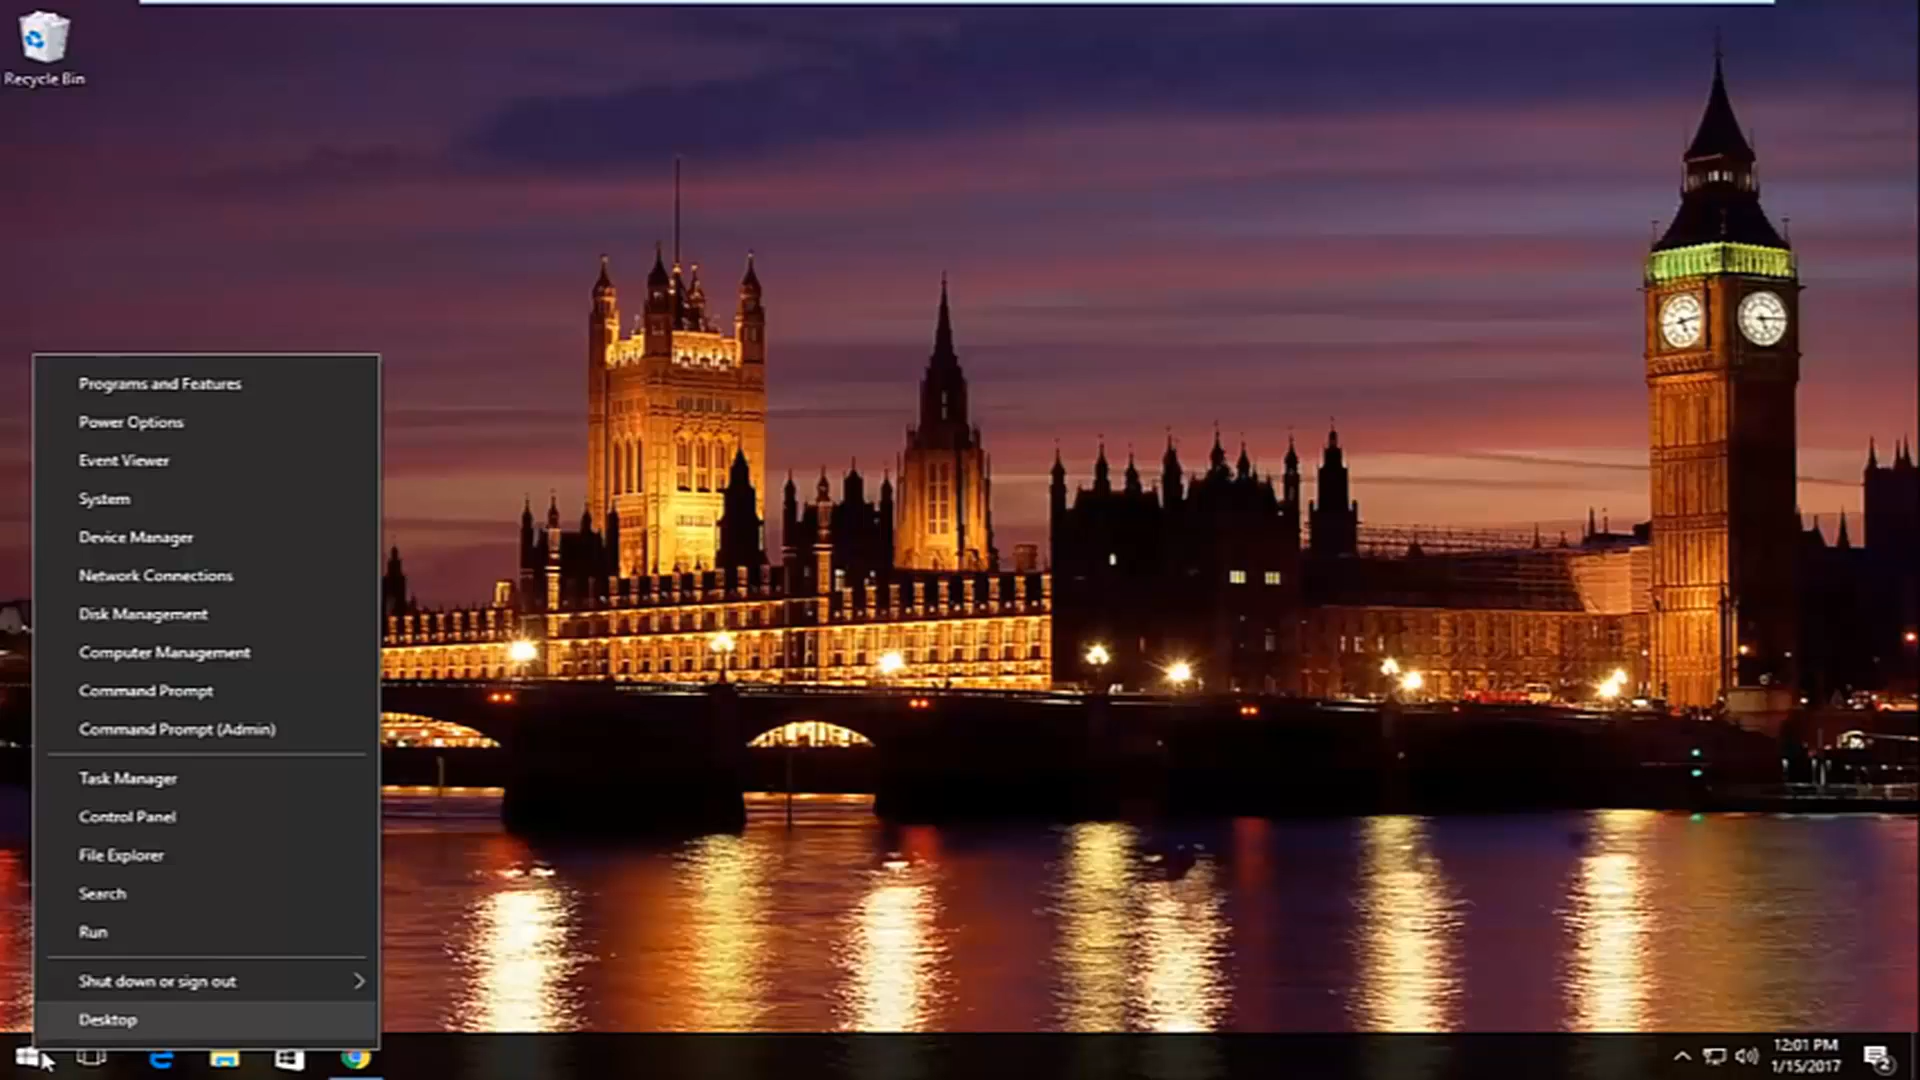 Recycle Bin
Programs and Features
Power Options
Event Viewer
System
Device Manager
Network Connections
Disk Management
Computer Management
Command Prompt
Command Prompt (Admin)
Task Manager
Control Panel
File Explorer
Search
Run
Shut down or sign out
Desktop
12:01 PM
1/15/2017
2